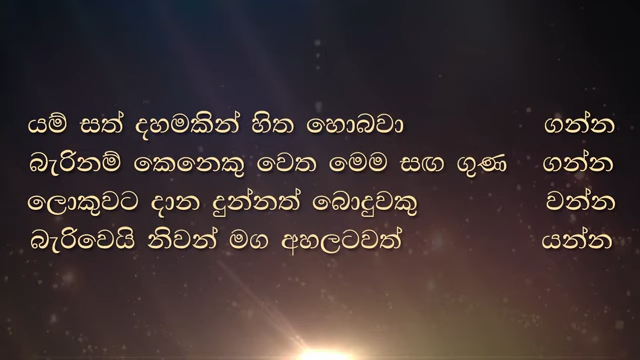 යම් සත් දහමකින් හිත හොබවා ගන්න
බැරිනම් කෙනෙකු වෙත මෙම සඟ ගුණ ගන්න
ලොකුවට දාන දුන්නත් බොදුවකු වන්න
බැරිවෙයි නිවන් මග අහලටවත් යන්න